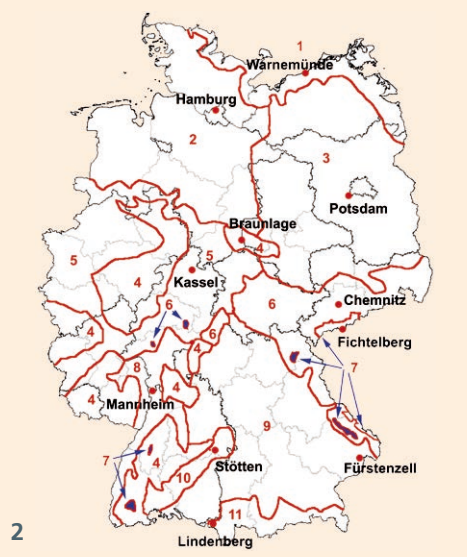 1
Warnemünde
Hamburg
2
3
Potsdam
Braunlage
4
5
5
4
Kassel
6
Chemnitz
6
4
6
4
Fichtelberg
8
7
4
4
Mannheim
9
7
4
Stötten
10
Fürstenzell
11
Lindenberg
2